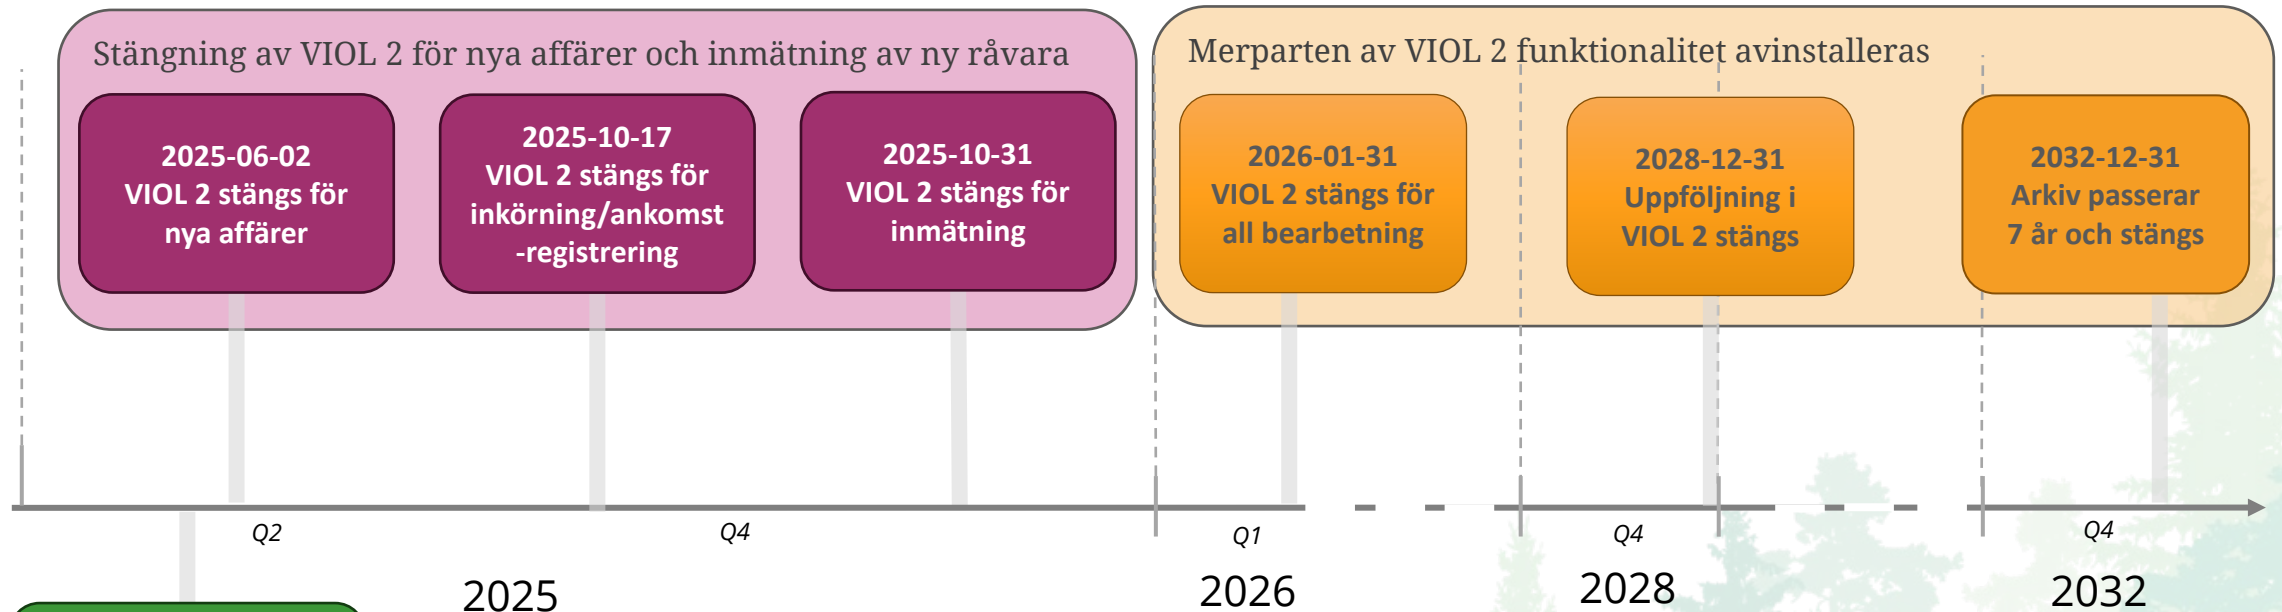 Stängning av VIOL 2 för nya affärer och inmätning av ny råvara
2025-06-02
VIOL 2 stängs för
nya affärer
2025-10-17
VIOL 2 stängs för
inkörning/ankomst
-registrering
2025-10-31
VIOL 2 stängs för
inmätning
Merparten av VIOL 2 funktionalitet avinstalleras
2026-01-31
VIOL 2 stängs för
all bearbetning
2028-12-31
Uppföljning i
VIOL 2 stängs
2032-12-31
Arkiv passerar
7 år och stängs
Q2
Q4
Q1
Q4
Q4
2025
2026
2028
2032